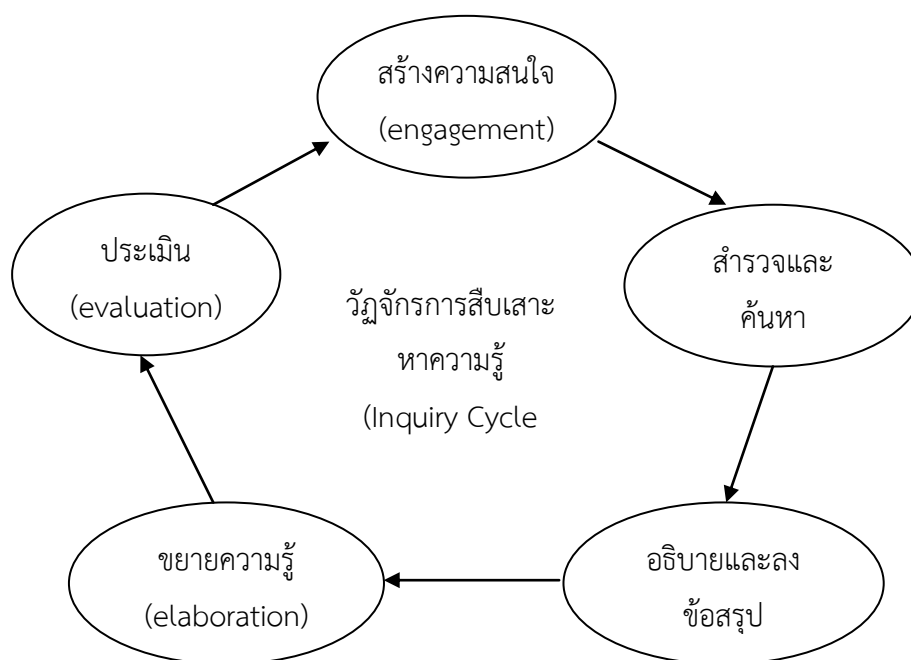 สร้างความสนใจ
(engagement)
สำรวจและ
ค้นหา
อธิบายและลง
ข้อสรุป
ขยายความรู้
(elaboration)
ประเมิน
(evaluation)
วัฏจักรการสืบเสาะ
หาความรู้
(Inquiry Cycle